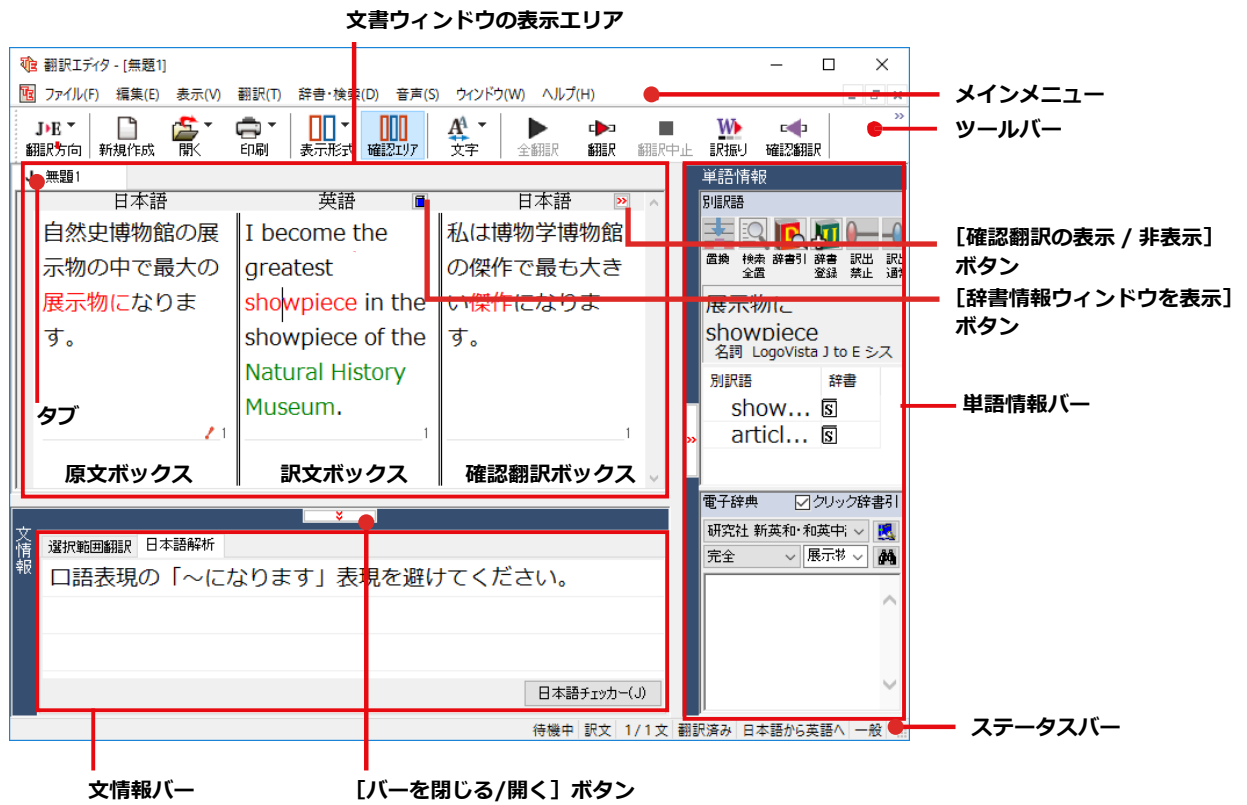 文書ウィンドウの表示エリア
翻訳エディタ - [無題1]
ファイル(F) 編集(E) 表示(V) 翻訳(T) 辞書・検索(D) 音声(S) ウィンドウ(W) ヘルプ(H)
メインメニュー
J▶E
翻訳方向 新規作成 開く 印刷 表示形式 確認エリア 文字 全翻訳 翻訳 翻訳中止 訳振り 確認翻訳
ツールバー
無題1
日本語 英語 日本語
自然史博物館の展
示物の中で最大の
展示物になりま
す。
I become the
greatest
showpiece in the
showpiece of the
Natural History
Museum.
私は博物学博物館
の傑作で最も大き
い傑作になりま
す。
1
1
1
タブ
原文ボックス
訳文ボックス
確認翻訳ボックス
単語情報
別訳語
置換 検索全置 辞書引 辞書登録 訳出禁止
展示物に
showpiece
名詞 LogoVista J to E シス
別訳語 辞書
show... S
articl... S
電子辞典 クリック辞書引
研究社 新英和・和英中
完全 展示物
［確認翻訳の表示 / 非表示］
ボタン
［辞書情報ウィンドウを表示］
ボタン
単語情報バー
文情報
選択範囲翻訳 日本語解析
口語表現の「～になります」表現を避けてください。
日本語チェッカー(J)
待機中 訳文 1/1文 翻訳済み 日本語から英語へ 一般
ステータスバー
文情報バー
［バーを閉じる/開く］ボタン